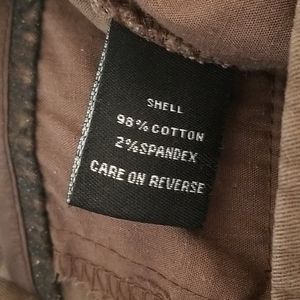 SHELL
98% COTTON
2% SPANDEX
CARE ON REVERSE